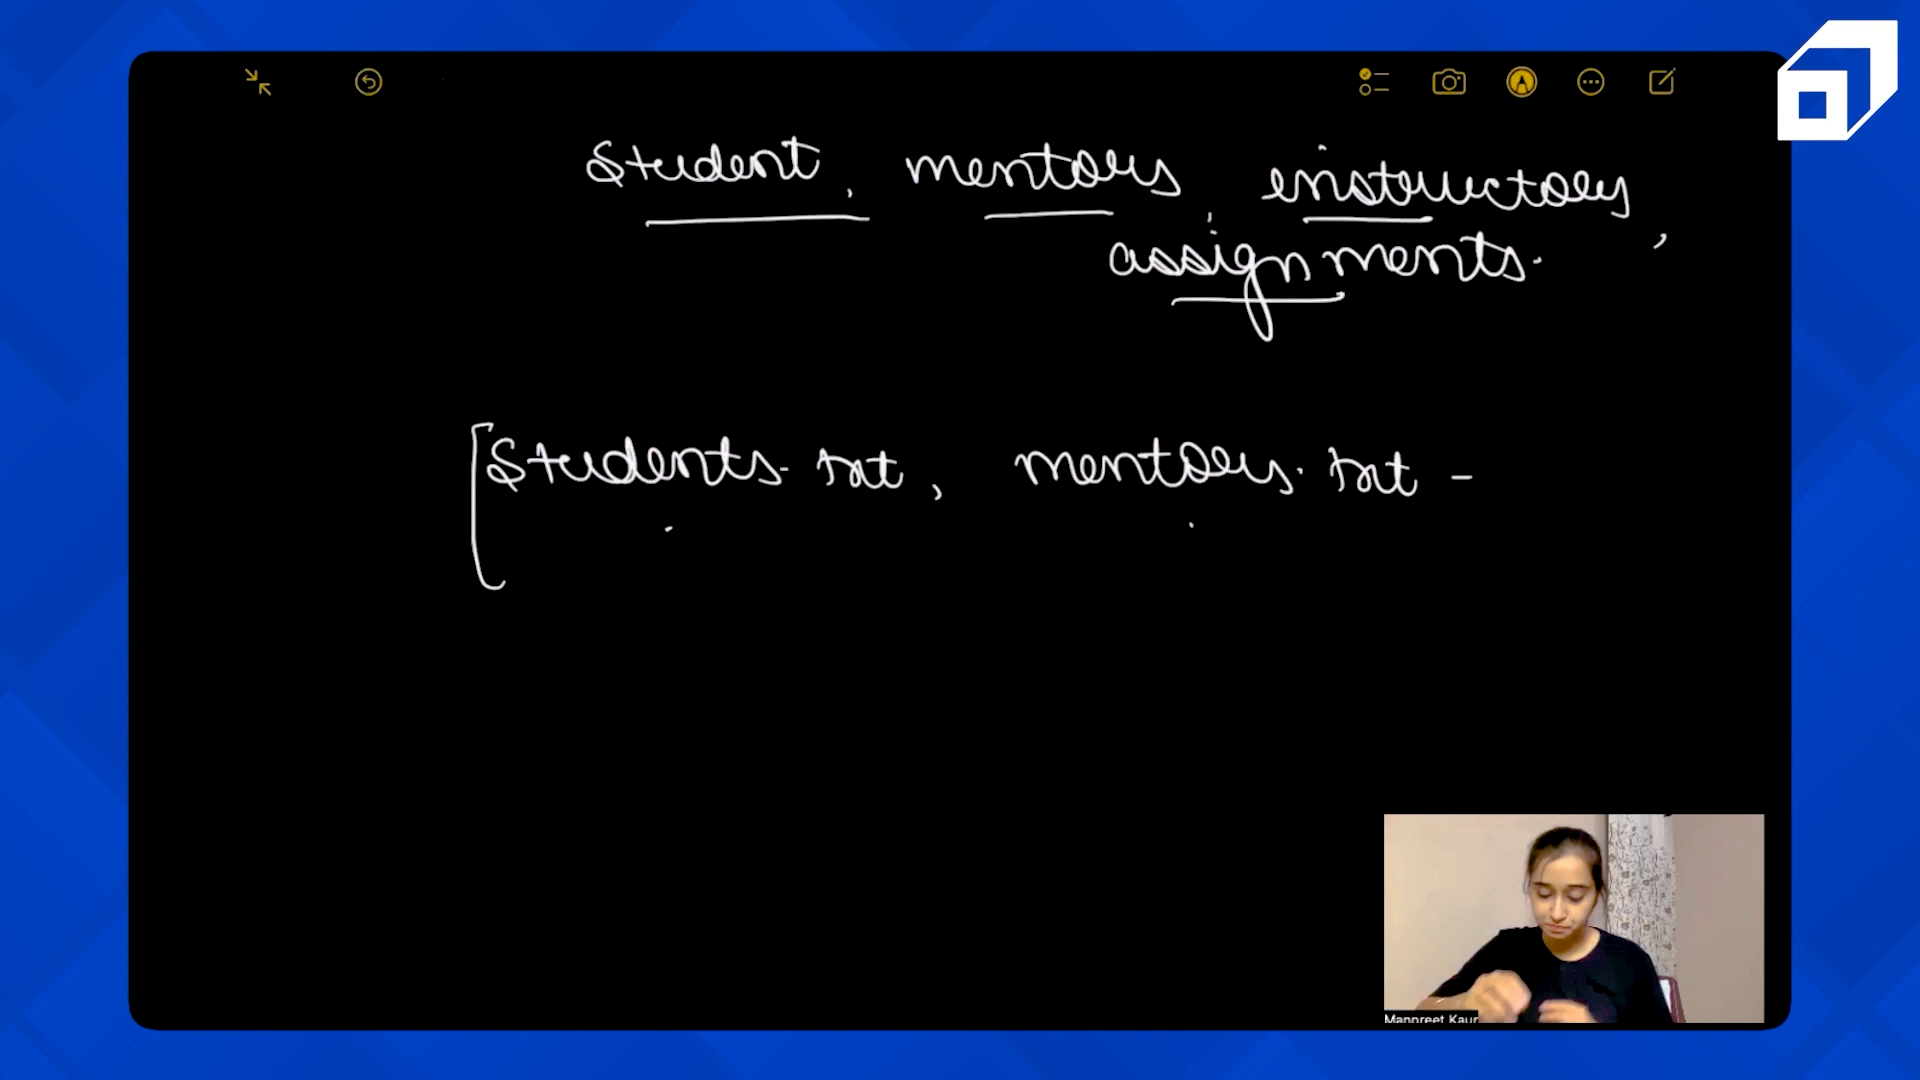 Student, mentors, instructors,
assignments.
Students.txt, mentors.txt -
Manpreet Kaur